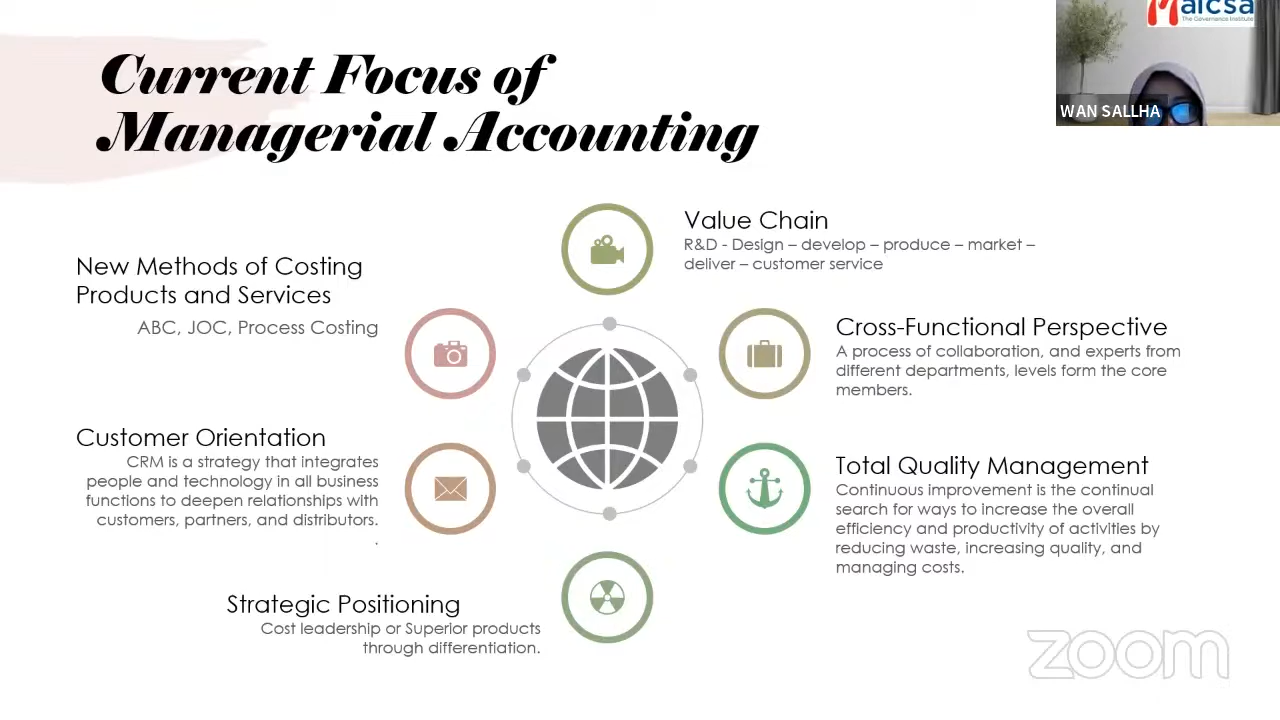 Current Focus of
Managerial Accounting
aicsa
The Governance Institute
WAN SALLHA
Value Chain
R&D - Design – develop – produce – market –
deliver – customer service
New Methods of Costing
Products and Services
ABC, JOC, Process Costing
Cross-Functional Perspective
A process of collaboration, and experts from
different departments, levels form the core
members.
Customer Orientation
CRM is a strategy that integrates
people and technology in all business
functions to deepen relationships with
customers, partners, and distributors.
.
Total Quality Management
Continuous improvement is the continual
search for ways to increase the overall
efficiency and productivity of activities by
reducing waste, increasing quality, and
managing costs.
Strategic Positioning
Cost leadership or Superior products
through differentiation.
zoom